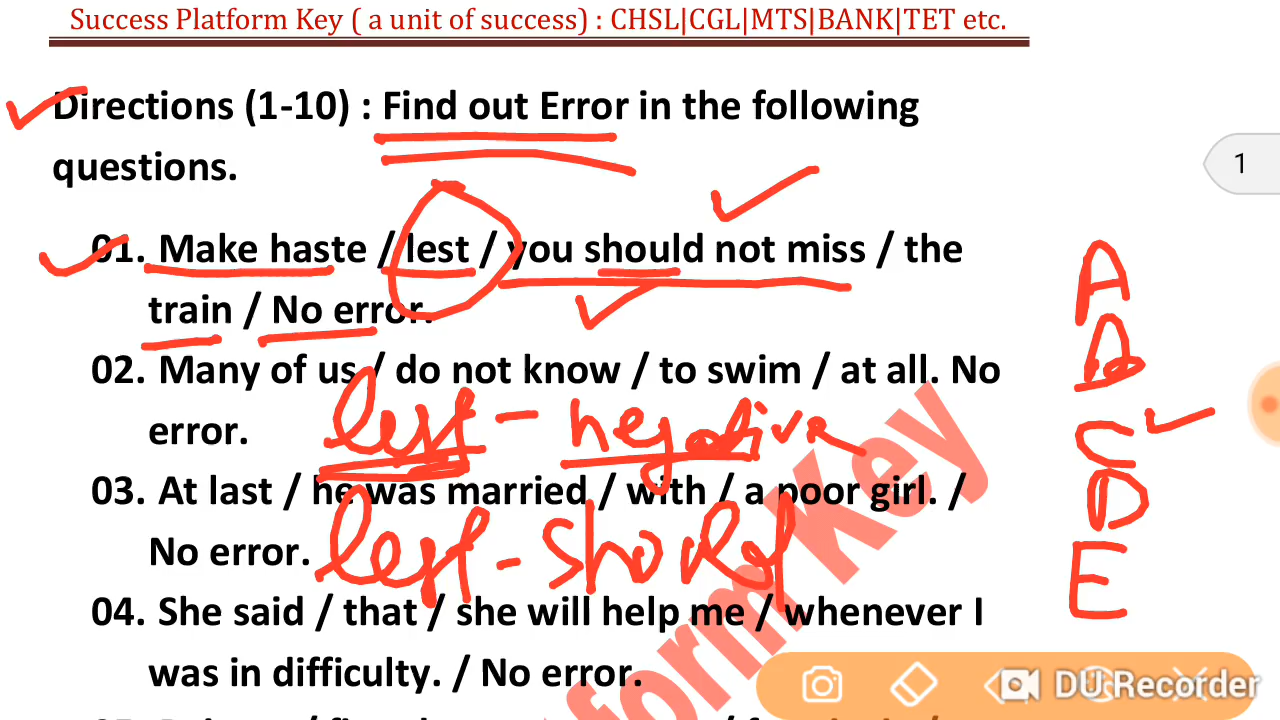 Success Platform Key ( a unit of success) : CHSL|CGL|MTS|BANK|TET etc.
Directions (1-10) : Find out Error in the following
questions.
1
01. Make haste / lest / you should not miss / the
train / No error.
02. Many of us / do not know / to swim / at all. No
error.
lest - negative
03. At last / he was married / with / a poor girl. /
No error.
lest - should
04. She said / that / she will help me / whenever I
was in difficulty. / No error.
A
B
C
D
E
form Key
DU Recorder